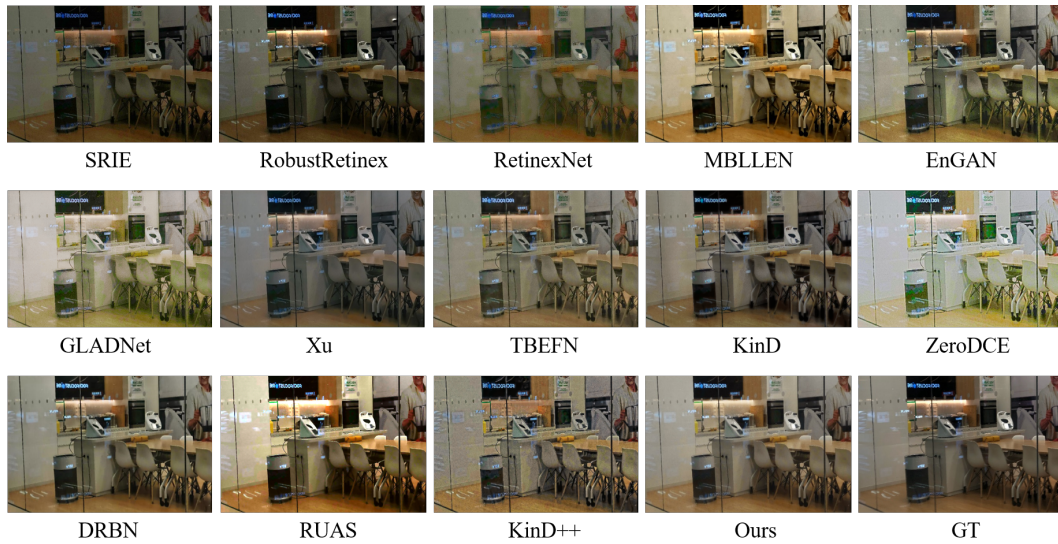 SRIE RobustRetinex RetinexNet MBLLEN EnGAN
GLADNet Xu TBEFN KinD ZeroDCE
DRBN RUAS KinD++ Ours GT